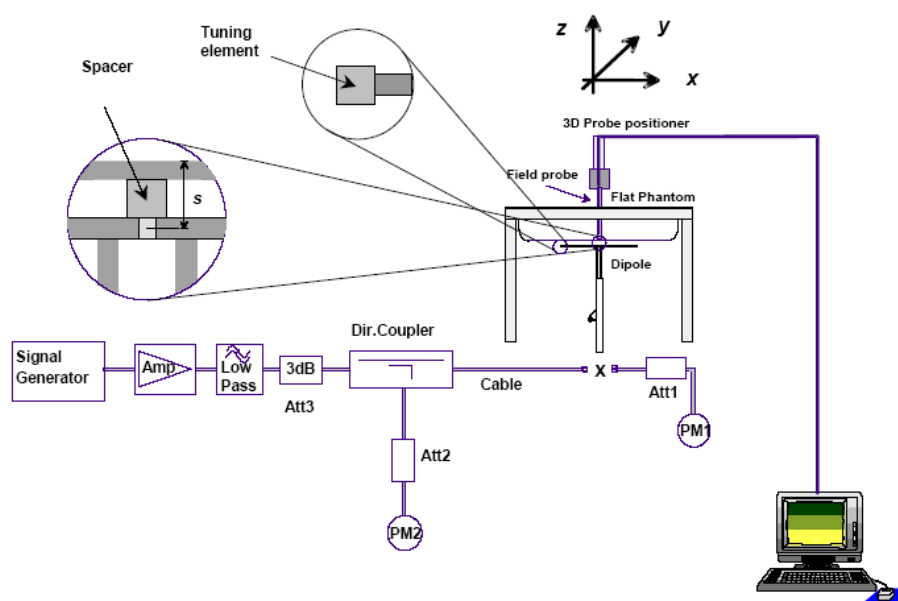 Tuning
element
Spacer
s
z
y
x
3D Probe positioner
Field probe
Flat Phantom
Dipole
Signal
Generator
Amp
Low
Pass
3dB
Att3
Dir.Coupler
Cable
x
Att1
PM1
Att2
PM2